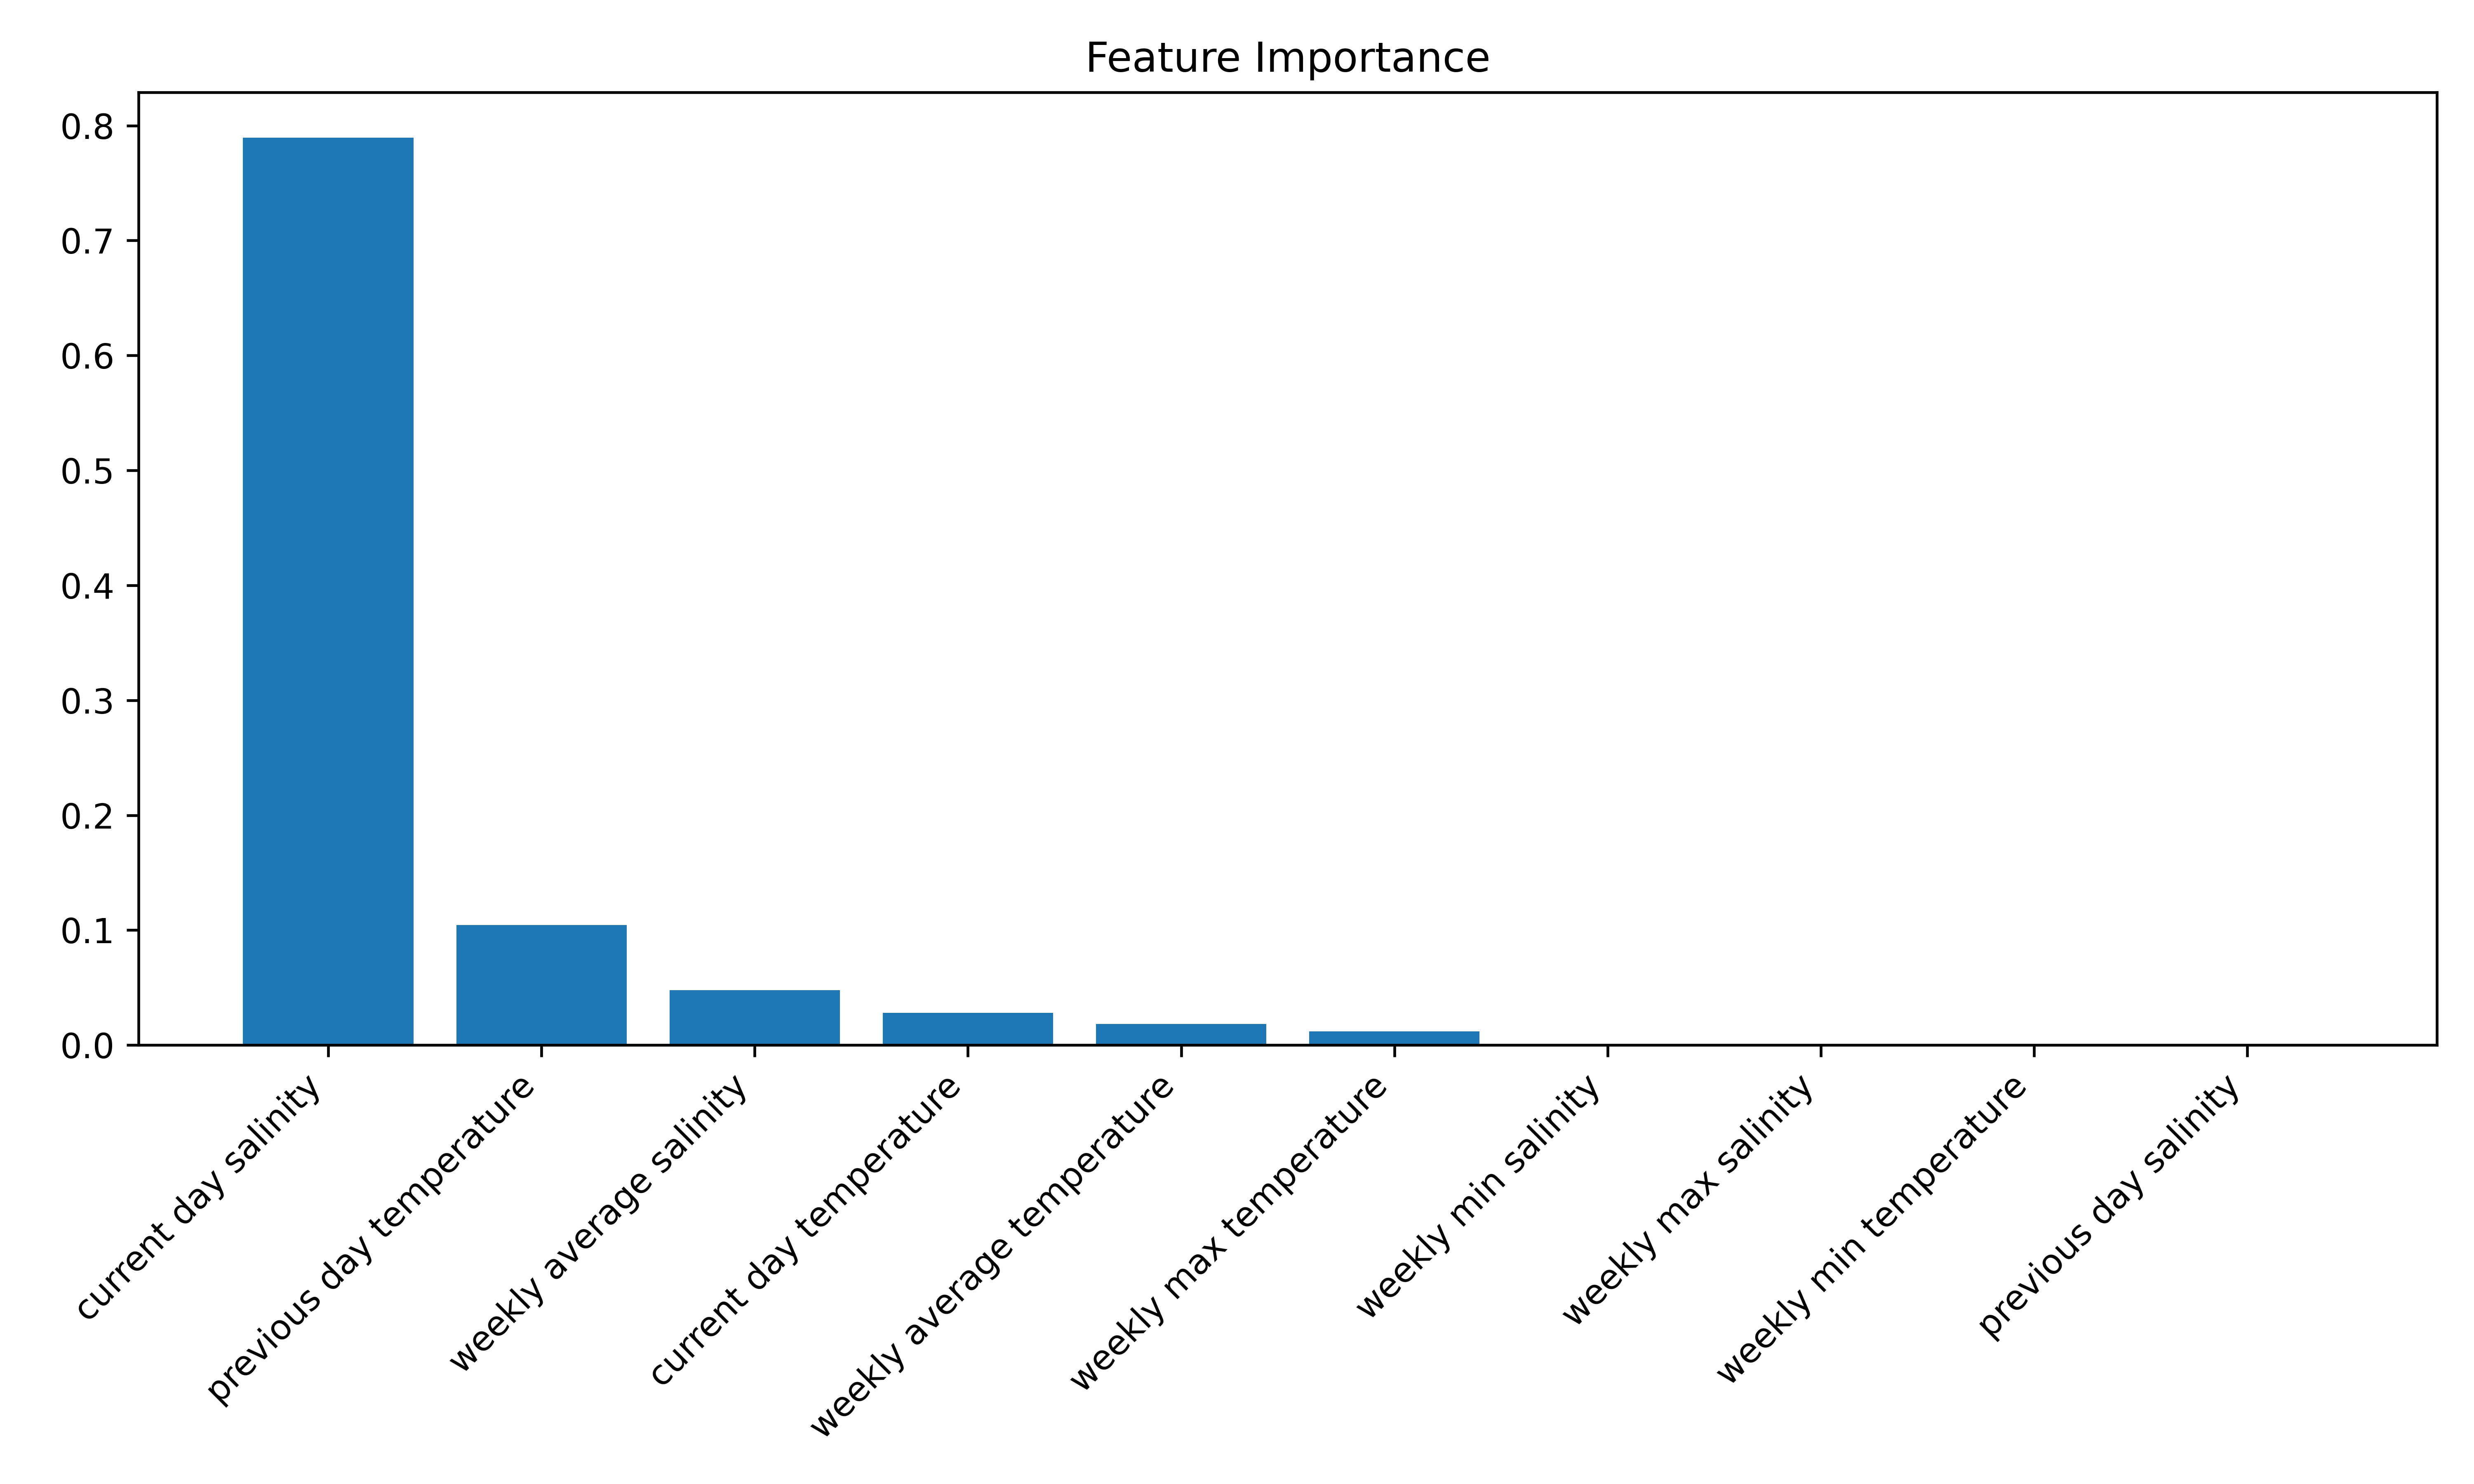 Feature Importance
0.8
0.7
0.6
0.5
0.4
0.3
0.2
0.1
0.0
current day salinity
previous day temperature
weekly average salinity
current day temperature
weekly average temperature
weekly max temperature
weekly min salinity
weekly max salinity
weekly min temperature
previous day salinity